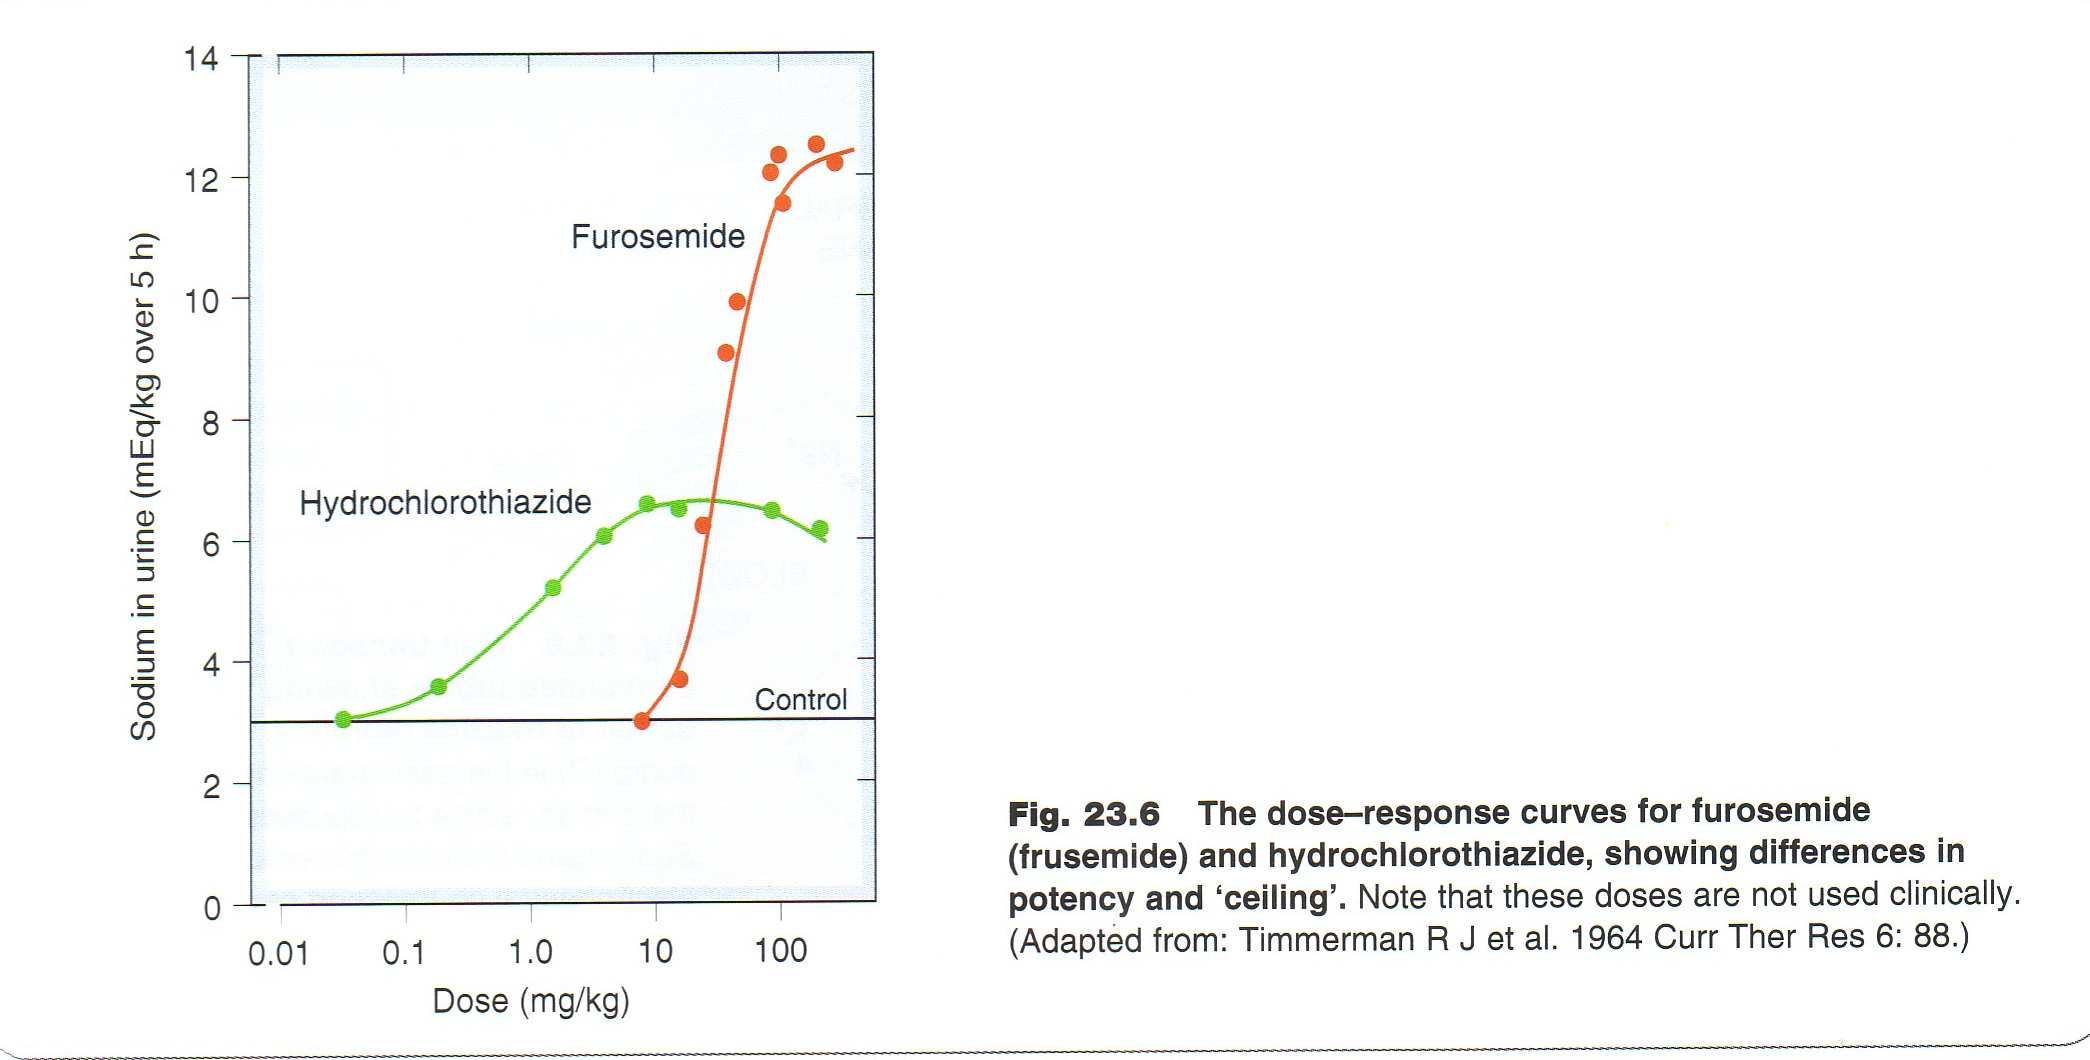 14
12
10
8
6
4
2
0
Sodium in urine (mEq/kg over 5 h)
Furosemide
Hydrochlorothiazide
Control
0.01 0.1 1.0 10 100
Dose (mg/kg)
Fig. 23.6 The dose–response curves for furosemide
(frusemide) and hydrochlorothiazide, showing differences in
potency and ‘ceiling’. Note that these doses are not used clinically.
(Adapted from: Timmerman R J et al. 1964 Curr Ther Res 6: 88.)